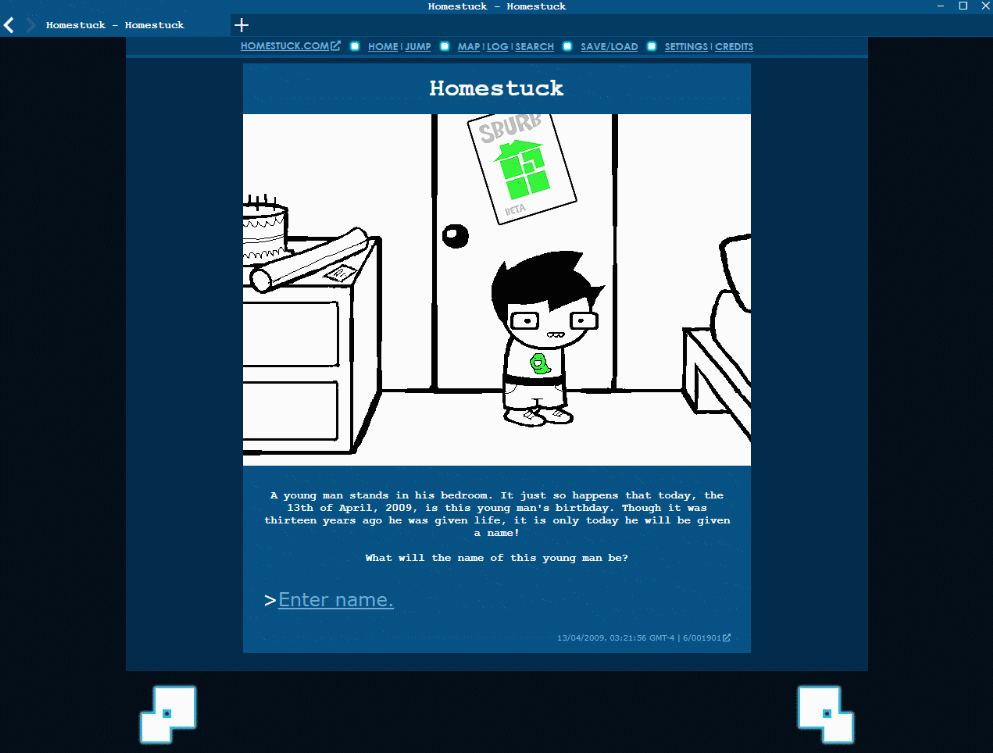 Homestuck - Homestuck
Homestuck - Homestuck
HOMESTUCK.COM HOME | JUMP MAP | LOG | SEARCH SAVE/LOAD SETTINGS | CREDITS
Homestuck
SBURB
BETA
A young man stands in his bedroom. It just so happens that today, the
13th of April, 2009, is this young man's birthday. Though it was
thirteen years ago he was given life, it is only today he will be given
a name!
What will the name of this young man be?
>Enter name.
13/04/2009, 03:21:56 GMT-4 | 6/001901